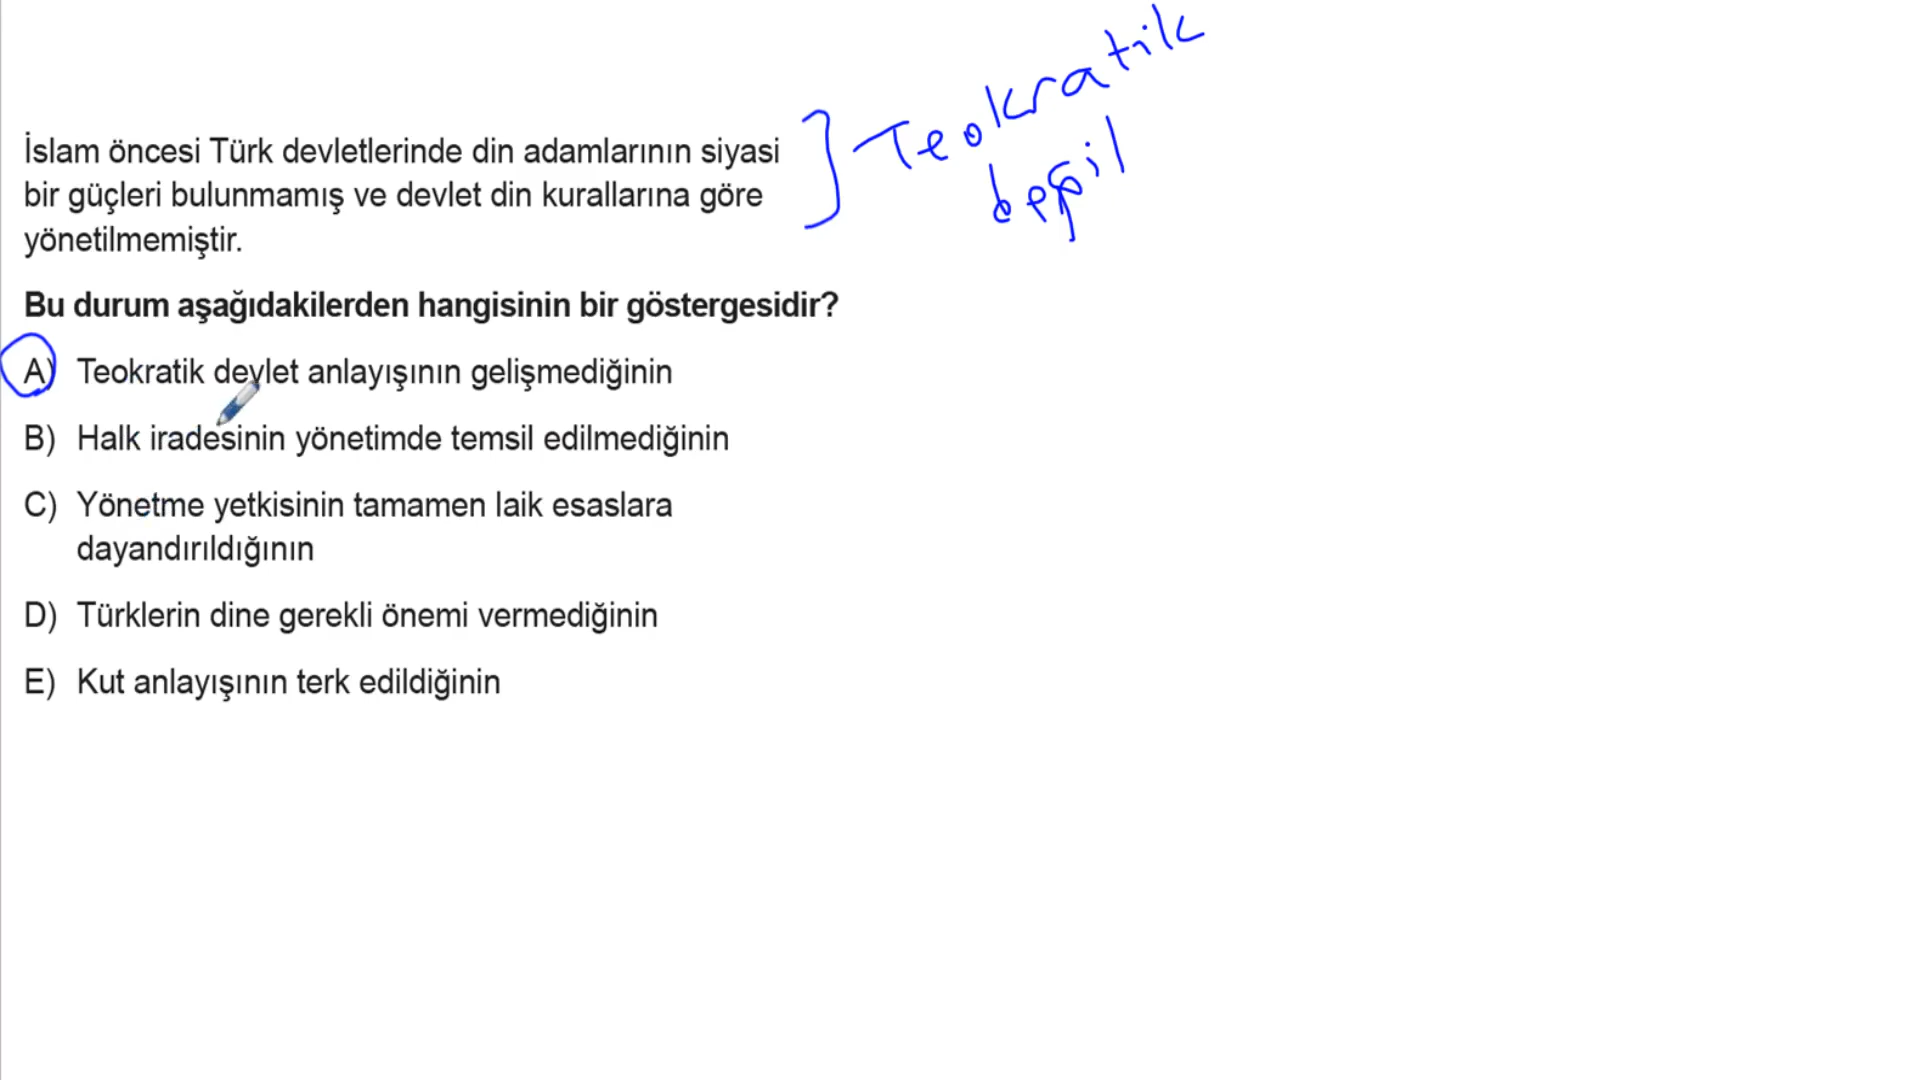 İslam öncesi Türk devletlerinde din adamlarının siyasi
bir güçleri bulunmamış ve devlet din kurallarına göre
yönetilmemiştir.
Teokratik
değil
Bu durum aşağıdakilerden hangisinin bir göstergesidir?
A) Teokratik devlet anlayışının gelişmediğinin
B) Halk iradesinin yönetimde temsil edilmediğinin
C) Yönetme yetkisinin tamamen laik esaslara
dayandırıldığının
D) Türklerin dine gerekli önemi vermediğinin
E) Kut anlayışının terk edildiğinin